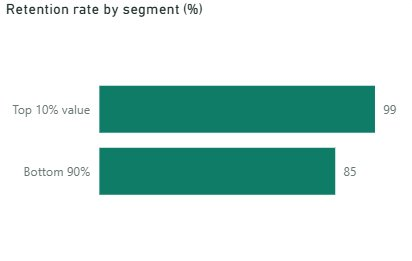 Retention rate by segment (%)
Top 10% value 99
Bottom 90% 85